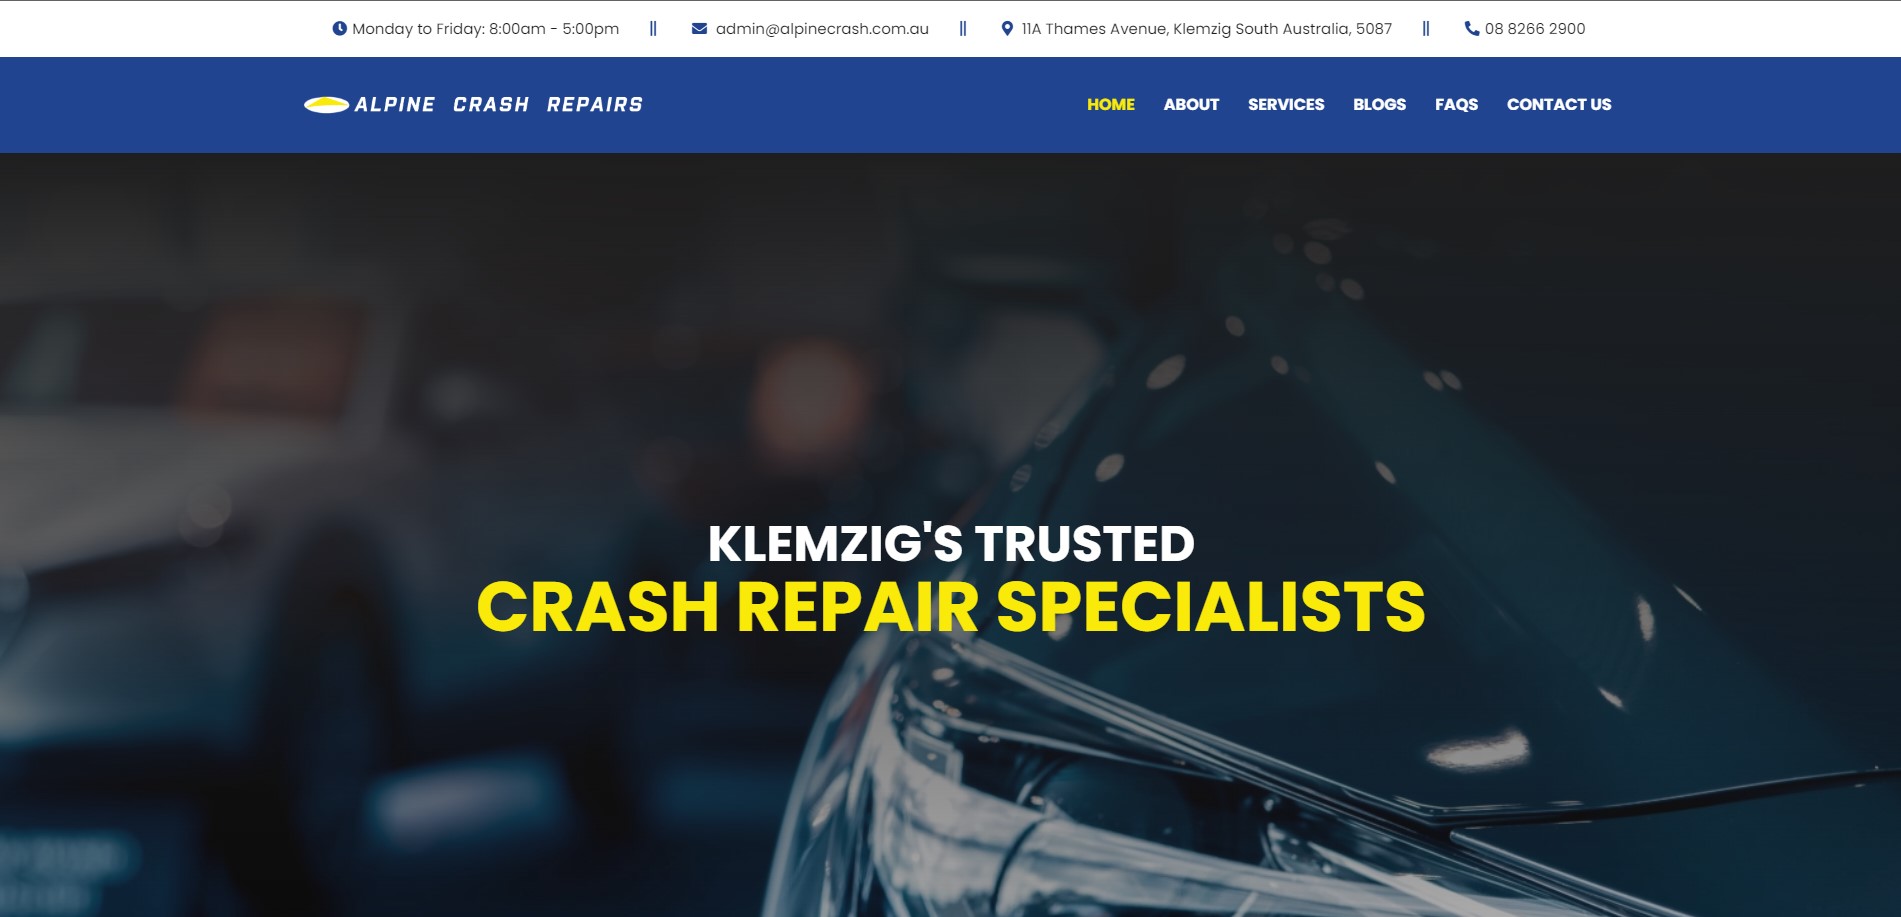 Monday to Friday: 8:00am - 5:00pm || admin@alpinecrash.com.au || 11A Thames Avenue, Klemzig South Australia, 5087 || 08 8266 2900
ALPINE CRASH REPAIRS HOME ABOUT SERVICES BLOGS FAQS CONTACT US
KLEMZIG'S TRUSTED
CRASH REPAIR SPECIALISTS